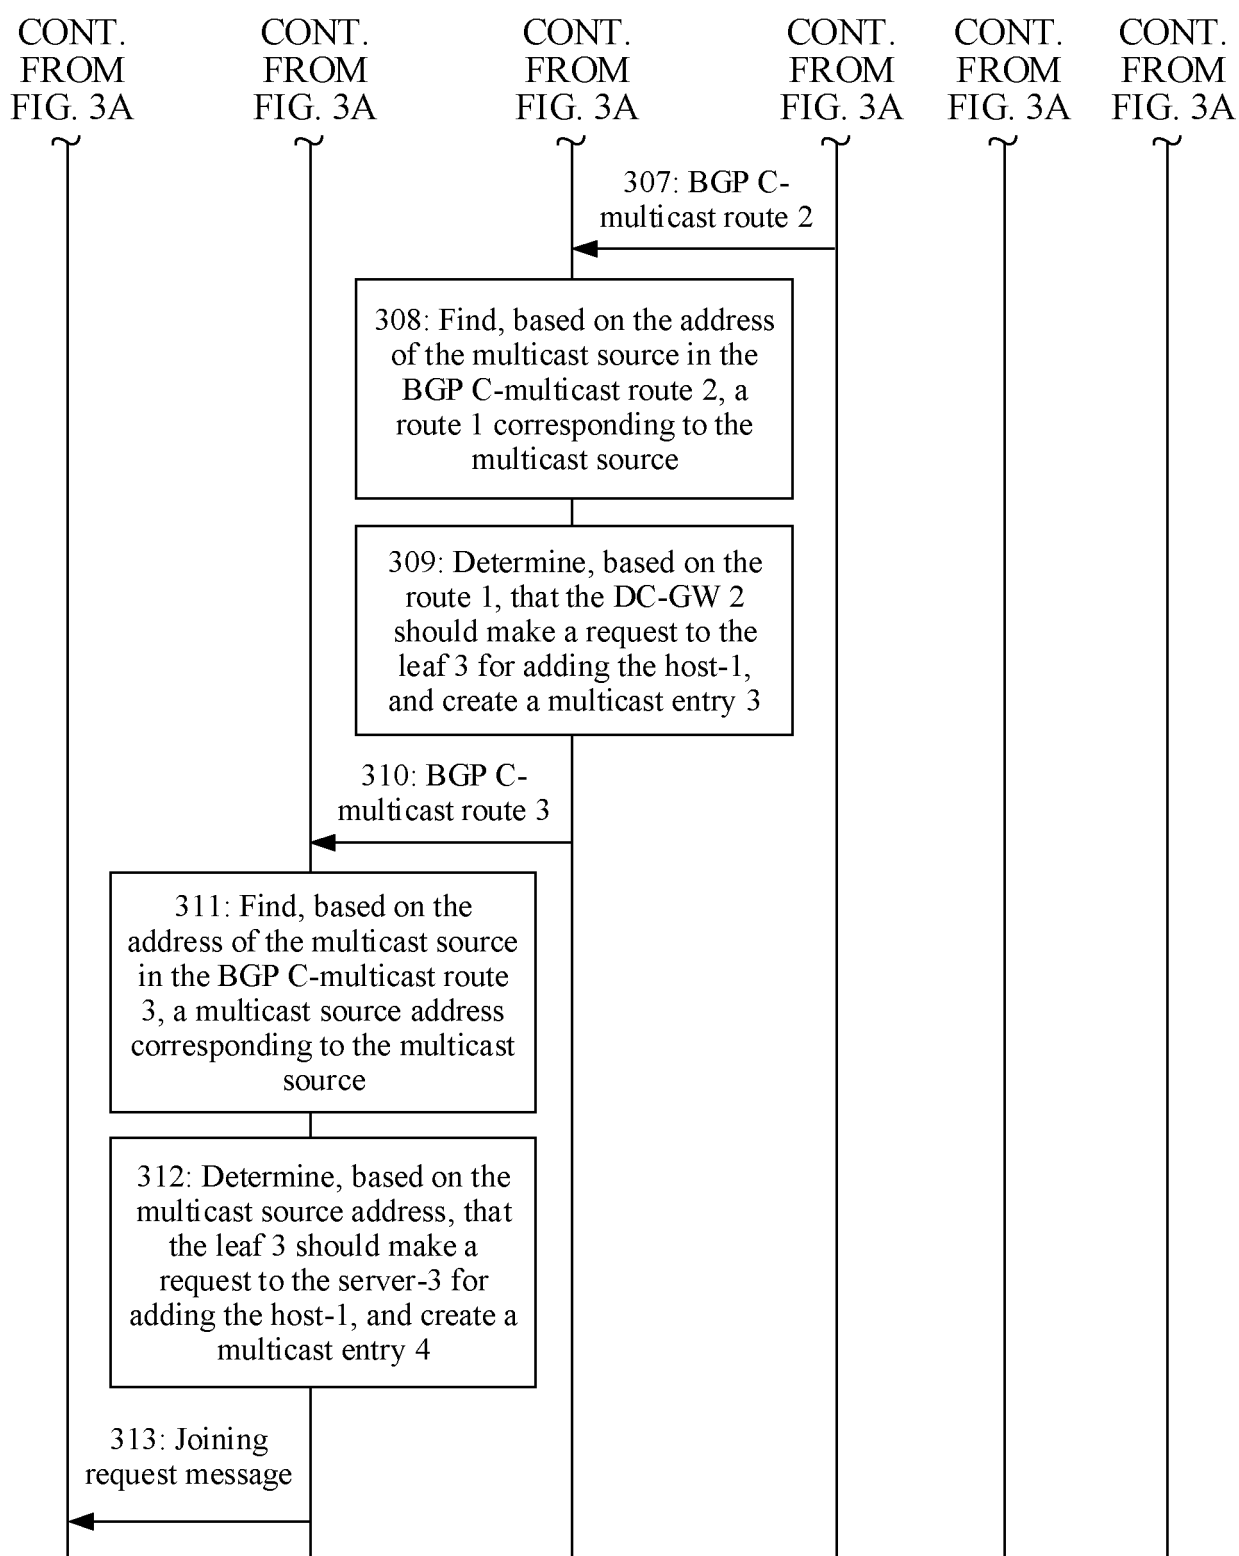 CONT.
FROM
FIG. 3A
CONT.
FROM
FIG. 3A
CONT.
FROM
FIG. 3A
CONT.
FROM
FIG. 3A
CONT.
FROM
FIG. 3A
CONT.
FROM
FIG. 3A
307: BGP C-
multicast route 2
308: Find, based on the address
of the multicast source in the
BGP C-multicast route 2, a
route 1 corresponding to the
multicast source
309: Determine, based on the
route 1, that the DC-GW 2
should make a request to the
leaf 3 for adding the host-1,
and create a multicast entry 3
310: BGP C-
multicast route 3
311: Find, based on the
address of the multicast source
in the BGP C-multicast route
3, a multicast source address
corresponding to the multicast
source
312: Determine, based on the
multicast source address, that
the leaf 3 should make a
request to the server-3 for
adding the host-1, and create a
multicast entry 4
313: Joining
request message